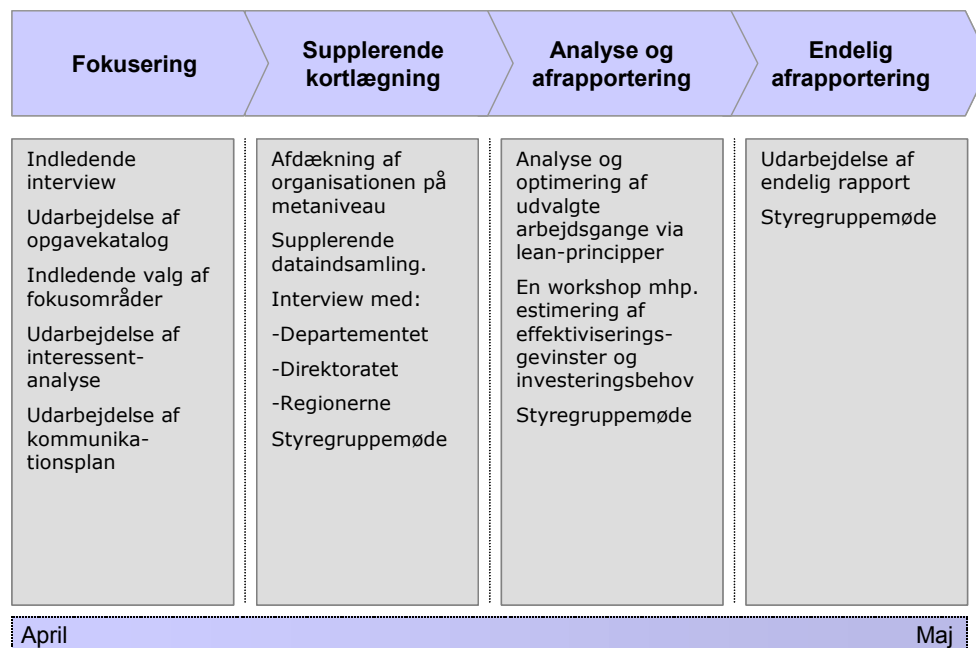 Fokusering
Supplerende
kortlægning
Analyse og
afrapportering
Endelig
afrapportering
Indledende
interview
Udarbejdelse af
opgavekatalog
Indledende valg af
fokusområder
Udarbejdelse af
interessent-
analyse
Udarbejdelse af
kommunika-
tionsplan
Afdækning af
organisationen på
metaniveau
Supplerende
dataindsamling.
Interview med:
-Departementet
-Direktoratet
-Regionerne
Styregruppemøde
Analyse og
optimering af
udvalgte
arbejdsgange via
lean-principper
En workshop mhp.
estimering af
effektiviserings-
gevinster og
investeringsbehov
Styregruppemøde
Udarbejdelse af
endelig rapport
Styregruppemøde
April
Maj